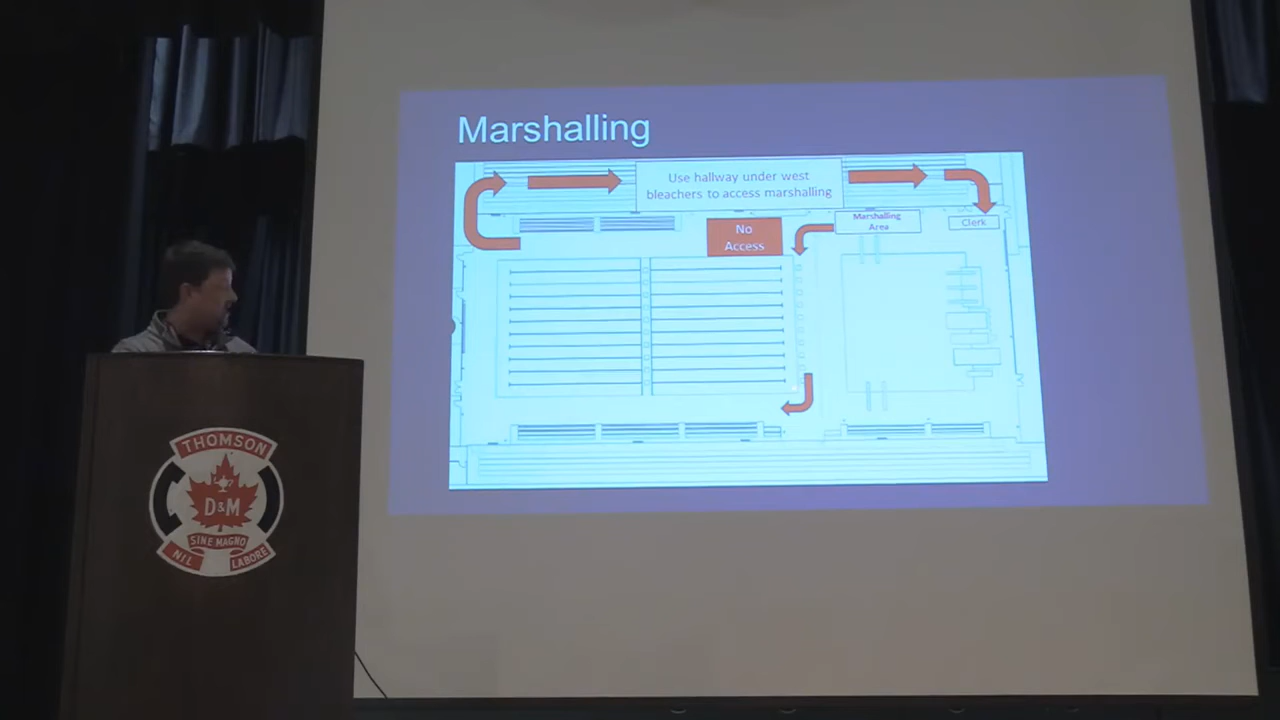 Marshalling
Use hallway under west
bleachers to access marshalling
Marshalling
Area
Clerk
No
Access
THOMSON
D&M
SINE MAGNO
NIL
LABORE